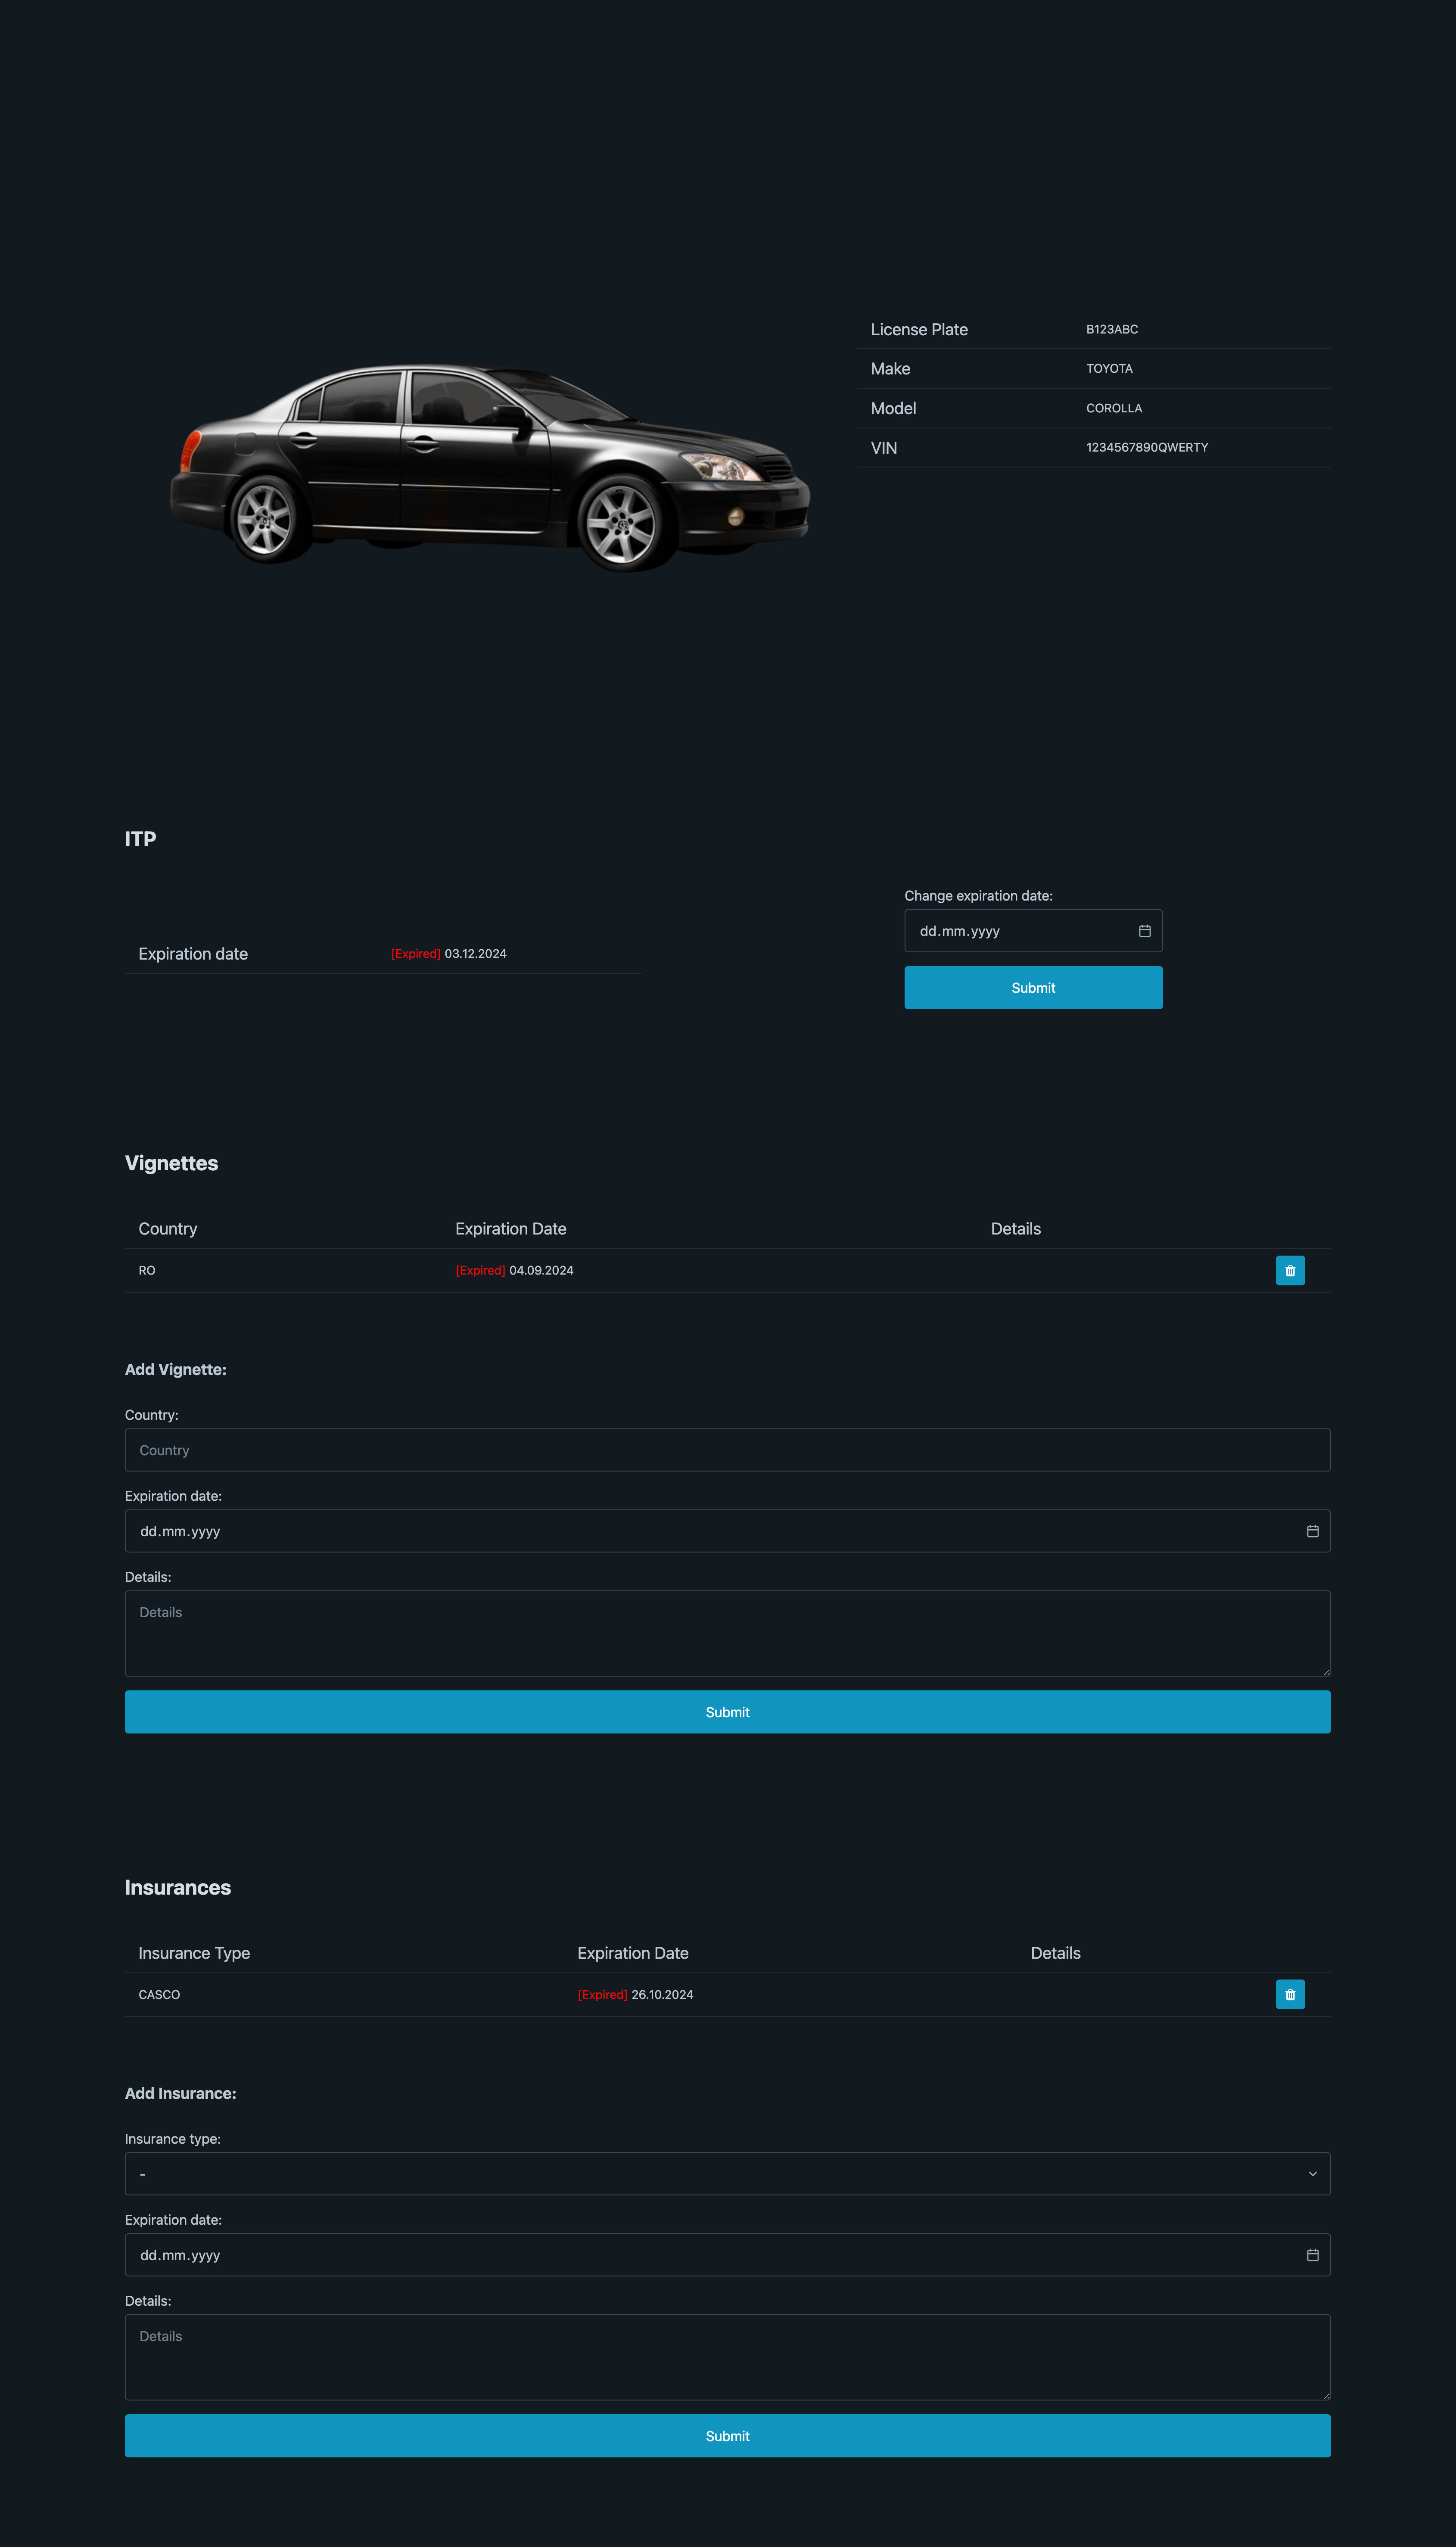 License Plate B123ABC
Make TOYOTA
Model COROLLA
VIN 1234567890QWERTY
ITP
Change expiration date:
dd.mm.yyyy
Expiration date [Expired] 03.12.2024
Submit
Vignettes
Country Expiration Date Details
RO [Expired] 04.09.2024
Add Vignette:
Country:
Country
Expiration date:
dd.mm.yyyy
Details:
Details
Submit
Insurances
Insurance Type Expiration Date Details
CASCO [Expired] 26.10.2024
Add Insurance:
Insurance type:
-
Expiration date:
dd.mm.yyyy
Details:
Details
Submit